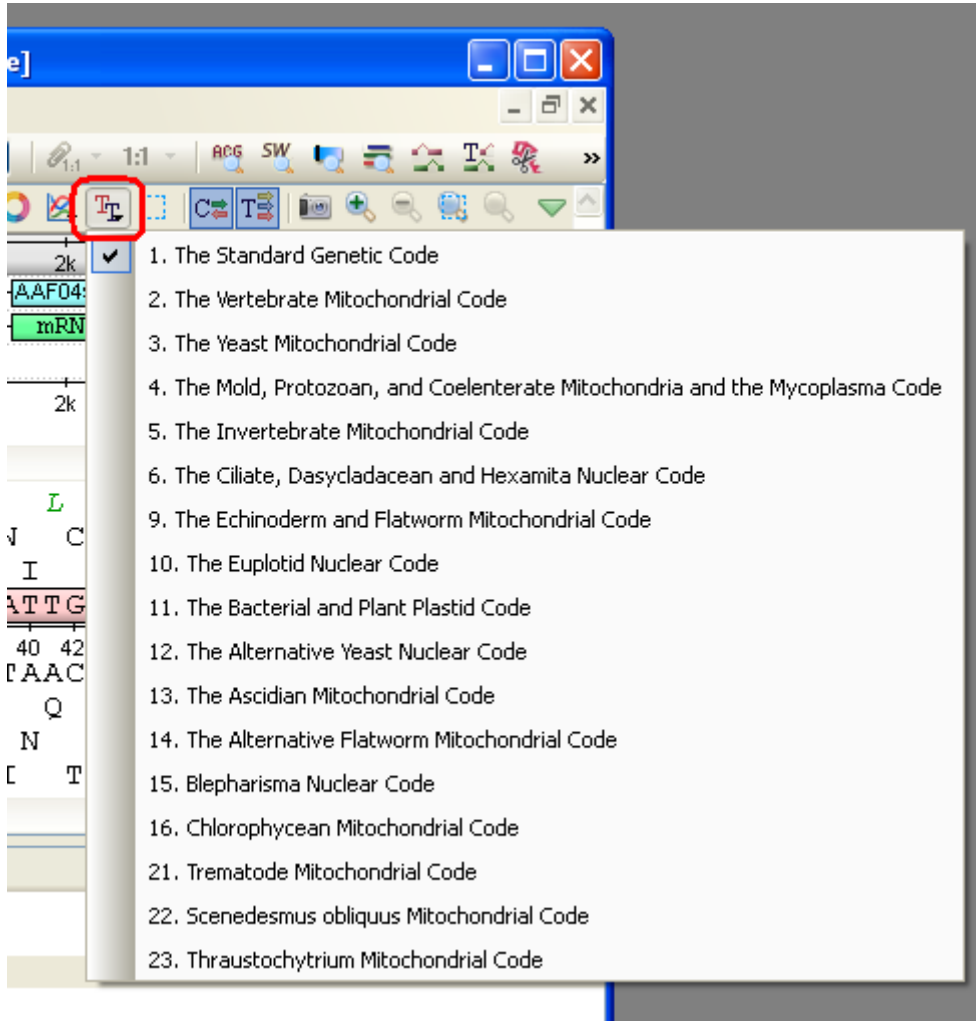 e]
1:1
1:1
ACG
SW
T
TT
C
T
2k
1. The Standard Genetic Code
AAF04
2. The Vertebrate Mitochondrial Code
mRN
3. The Yeast Mitochondrial Code
4. The Mold, Protozoan, and Coelenterate Mitochondria and the Mycoplasma Code
2k
5. The Invertebrate Mitochondrial Code
6. The Ciliate, Dasycladacean and Hexamita Nuclear Code
L
9. The Echinoderm and Flatworm Mitochondrial Code
C
I
10. The Euplotid Nuclear Code
ATTG
11. The Bacterial and Plant Plastid Code
40 42
12. The Alternative Yeast Nuclear Code
TAAC
13. The Ascidian Mitochondrial Code
Q
N
14. The Alternative Flatworm Mitochondrial Code
T
15. Blepharisma Nuclear Code
16. Chlorophycean Mitochondrial Code
21. Trematode Mitochondrial Code
22. Scenedesmus obliquus Mitochondrial Code
23. Thraustochytrium Mitochondrial Code